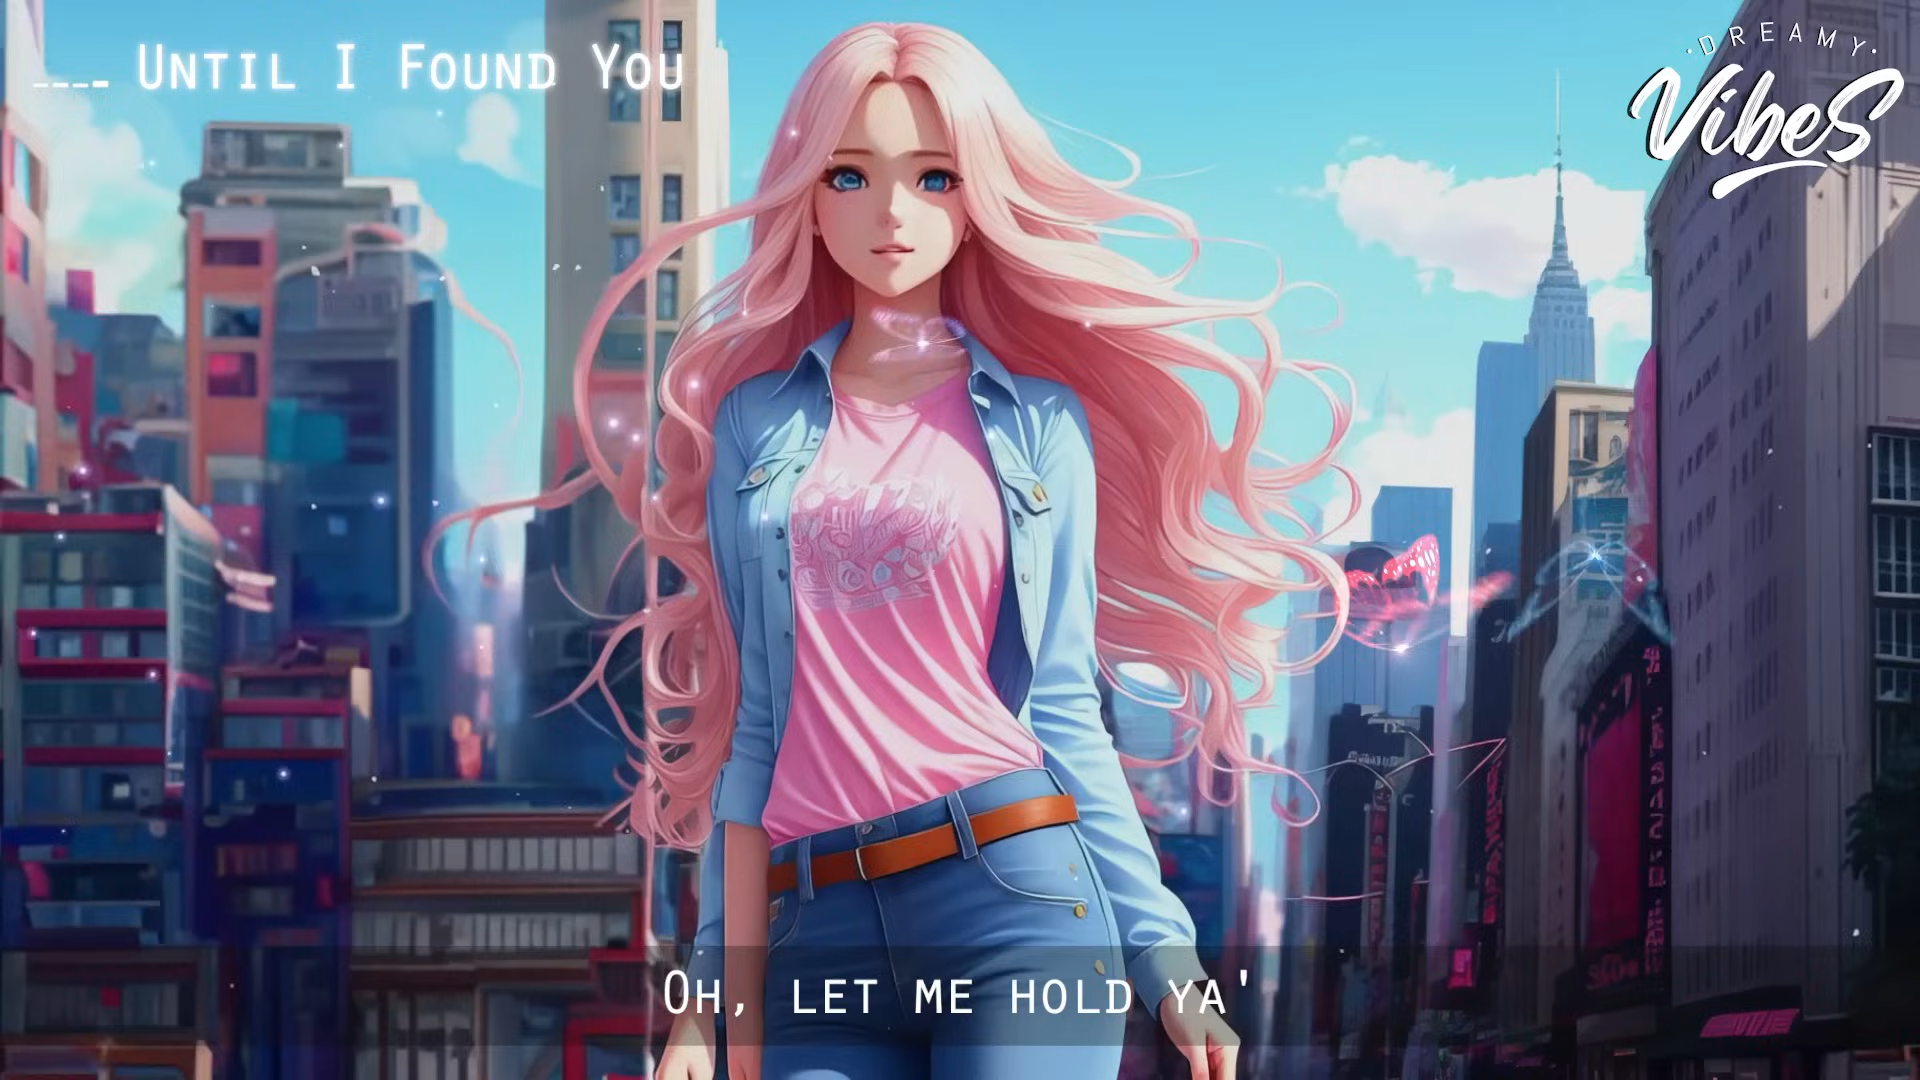 ---- Until I Found You
·DREAMY·
Vibes
Oh, let me hold ya'